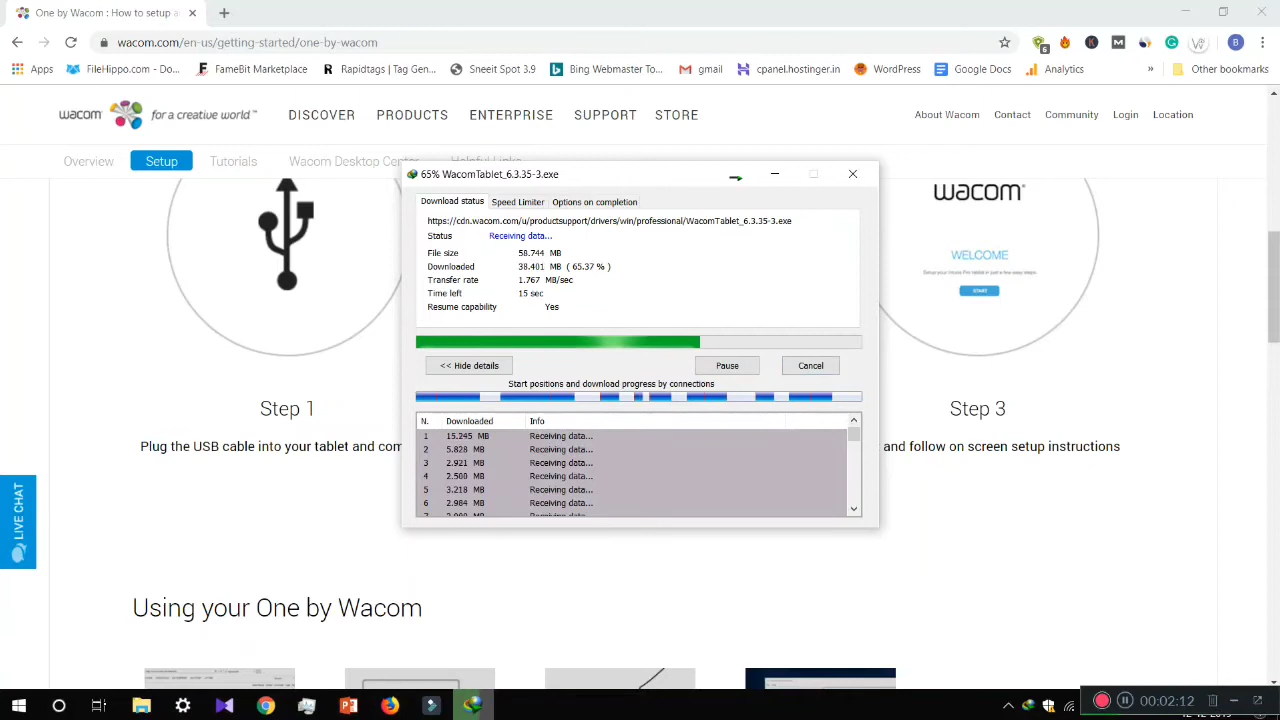 One by Wacom : How to setup a
wacom.com/en-us/getting-started/one-by-wacom
6
M
K
B
Apps
FileHippo.com - Do...
FameBit Marketplace
Rapidtags | Tag Gen...
Sneeit Spot 3.9
Bing Webmaster To...
gmail
cpanel.hostinger.in
WordPress
Google Docs
Analytics
»
Other bookmarks
wacom
for a creative world™
DISCOVER
PRODUCTS
ENTERPRISE
SUPPORT
STORE
About Wacom
Contact
Community
Login
Location
Overview
Setup
Tutorials
Wacom Desktop Center
Helpful Links
65% WacomTablet_6.3.35-3.exe
Download status
Speed Limiter
Options on completion
https://cdn.wacom.com/u/productsupport/drivers/win/professional/WacomTablet_6.3.35-3.exe
Status Receiving data...
File size 58.744 MB
Downloaded 38.401 MB ( 65.37 % )
Transfer rate 1.767 MB/sec
Time left 15 sec
Resume capability Yes
<< Hide details
Pause
Cancel
Start positions and download progress by connections
N. Downloaded Info
1 15.245 MB Receiving data...
2 5.828 MB Receiving data...
3 2.921 MB Receiving data...
4 2.500 MB Receiving data...
5 3.218 MB Receiving data...
6 2.984 MB Receiving data...
wacom
WELCOME
START
Step 1
Step 3
Plug the USB cable into your tablet and com
and follow on screen setup instructions
LIVE CHAT
Using your One by Wacom
00:02:12